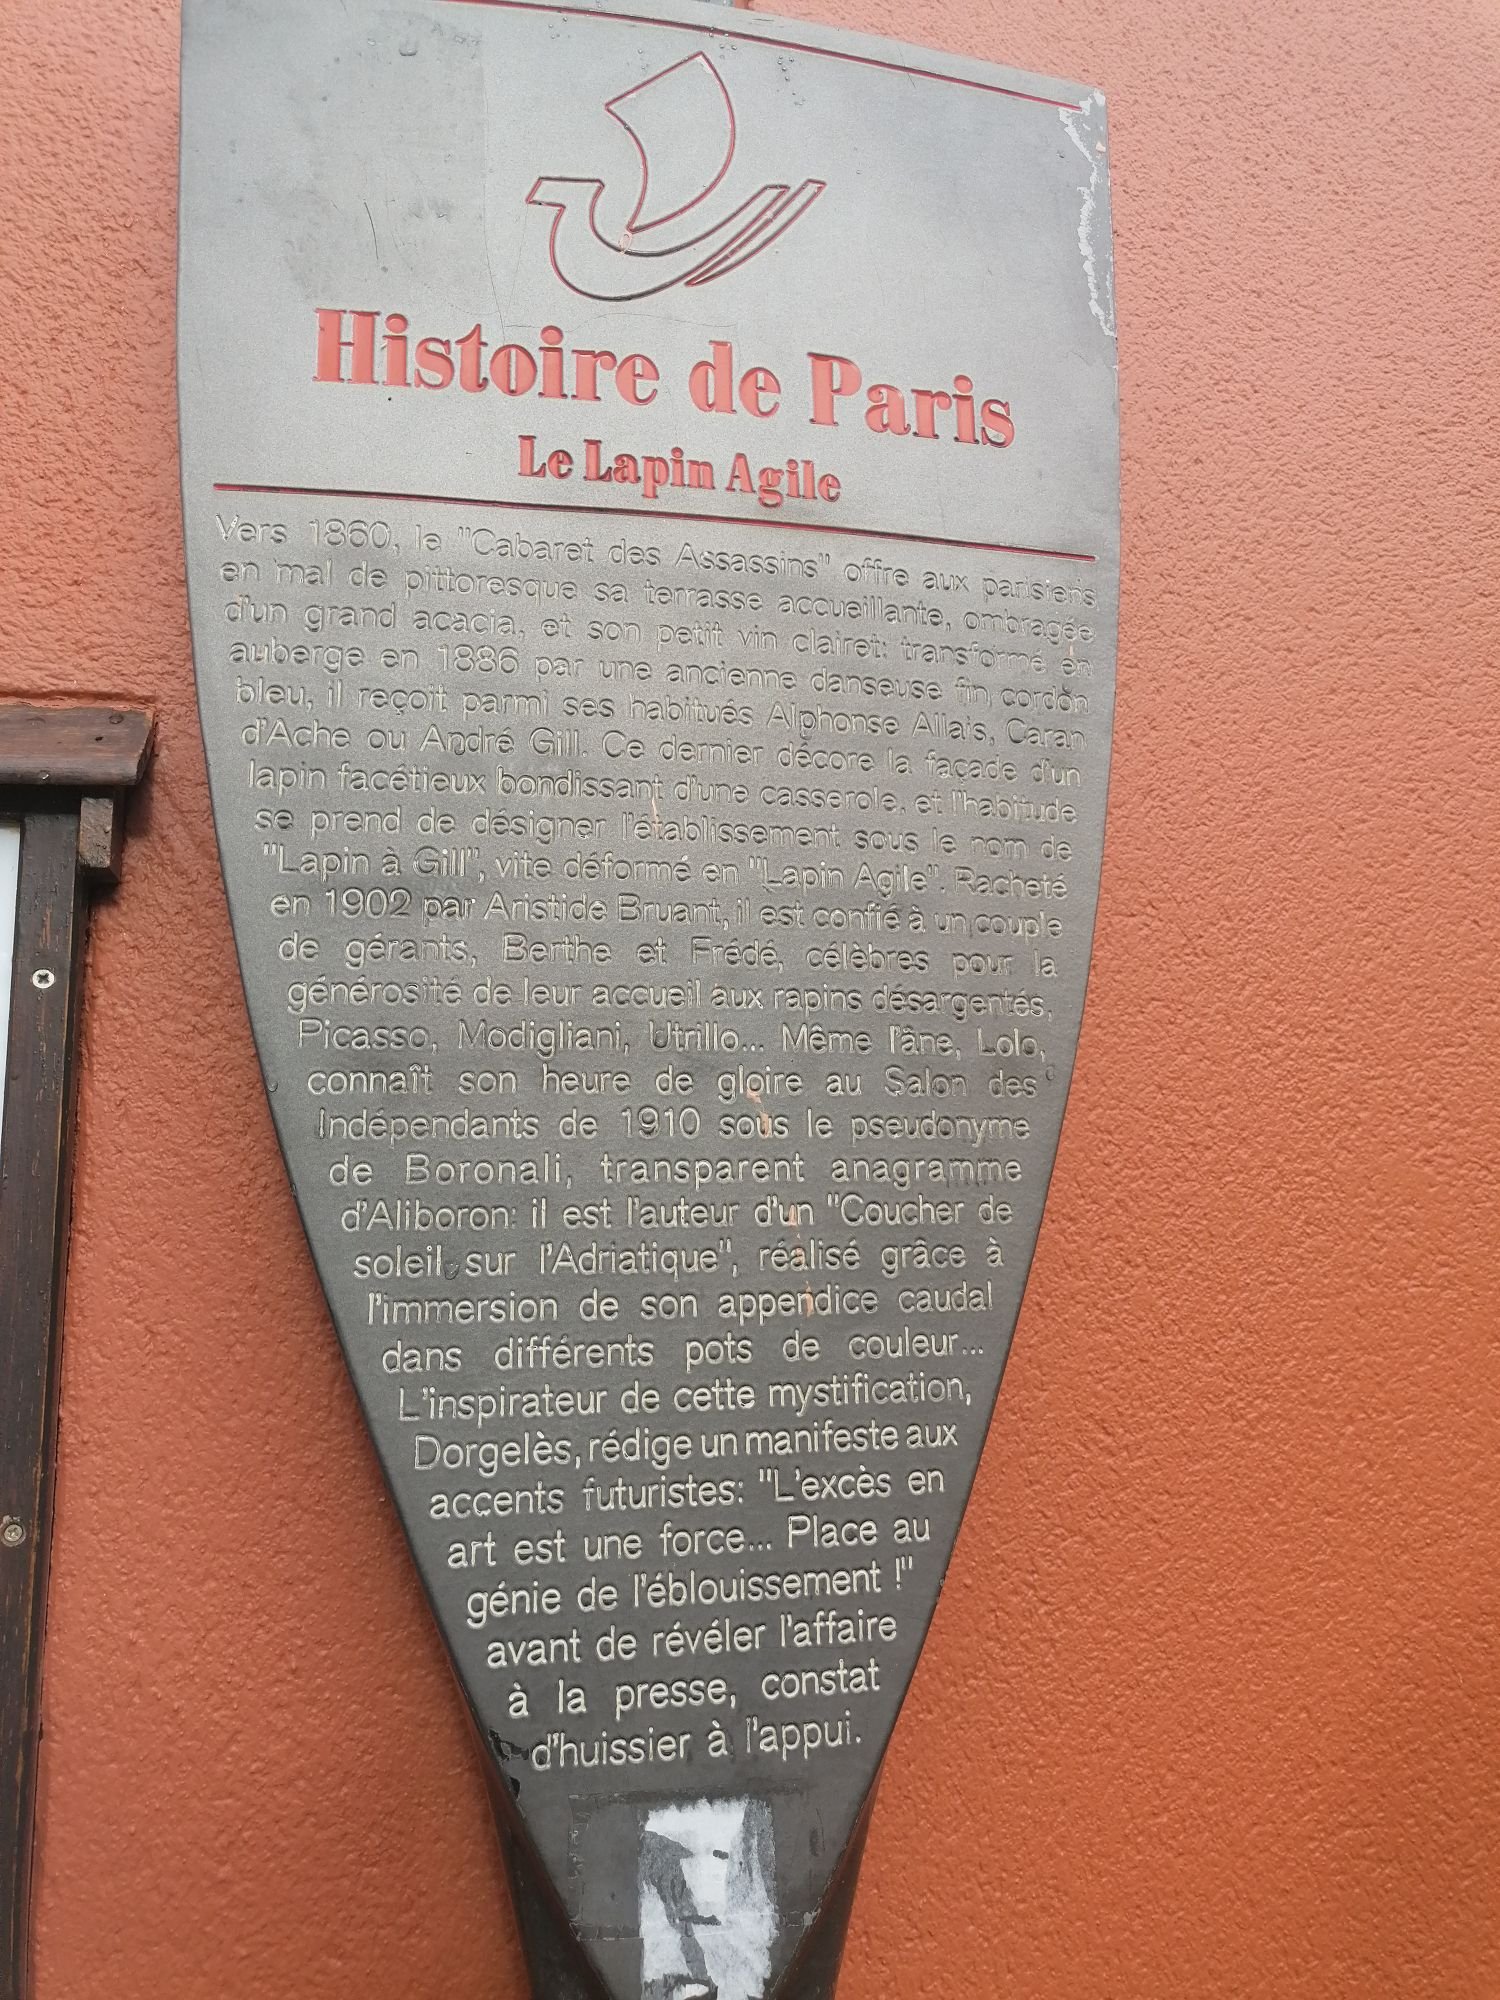 Histoire de Paris
Le Lapin Agile
Vers 1860, le "Cabaret des Assassins" offre aux parisiens
en mal de pittoresque sa terrasse accueillante, ombragée
d'un grand acacia, et son petit vin clairet: transformé en
auberge en 1886 par une ancienne danseuse fin cordon
bleu, il reçoit parmi ses habitués Alphonse Allais, Caran
d'Ache ou André Gill. Ce dernier décore la façade d'un
lapin facétieux bondissant d'une casserole, et l'habitude
se prend de désigner l'établissement sous le nom de
"Lapin à Gill", vite déformé en "Lapin Agile". Racheté
en 1902 par Aristide Bruant, il est confié à un couple
de gérants, Berthe et Frédé, célèbres pour la
générosité de leur accueil aux rapins désargentés,
Picasso, Modigliani, Utrillo... Même l'âne, Lolo,
connaît son heure de gloire au Salon des
Indépendants de 1910 sous le pseudonyme
de Boronali, transparent anagramme
d'Aliboron: il est l'auteur d'un "Coucher de
soleil sur l'Adriatique", réalisé grâce à
l'immersion de son appendice caudal
dans différents pots de couleur...
L'inspirateur de cette mystification,
Dorgelès, rédige un manifeste aux
accents futuristes: "L'excès en
art est une force... Place au
génie de l'éblouissement !"
avant de révéler l'affaire
à la presse, constat
d'huissier à l'appui.